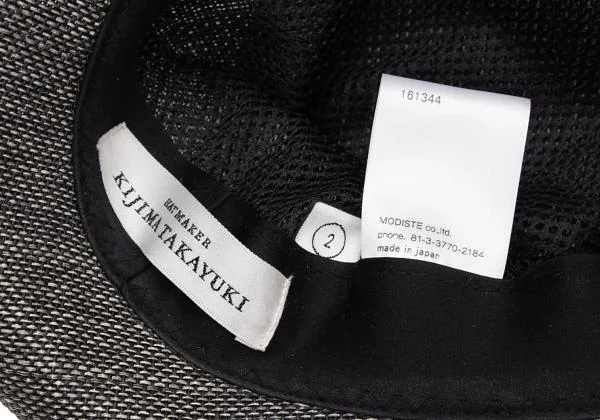 HAT MAKER
KIJIMA TAKAYUKI
2
161344
MODISTE co.,ltd.
phone. 81-3-3770-2184
made in japan